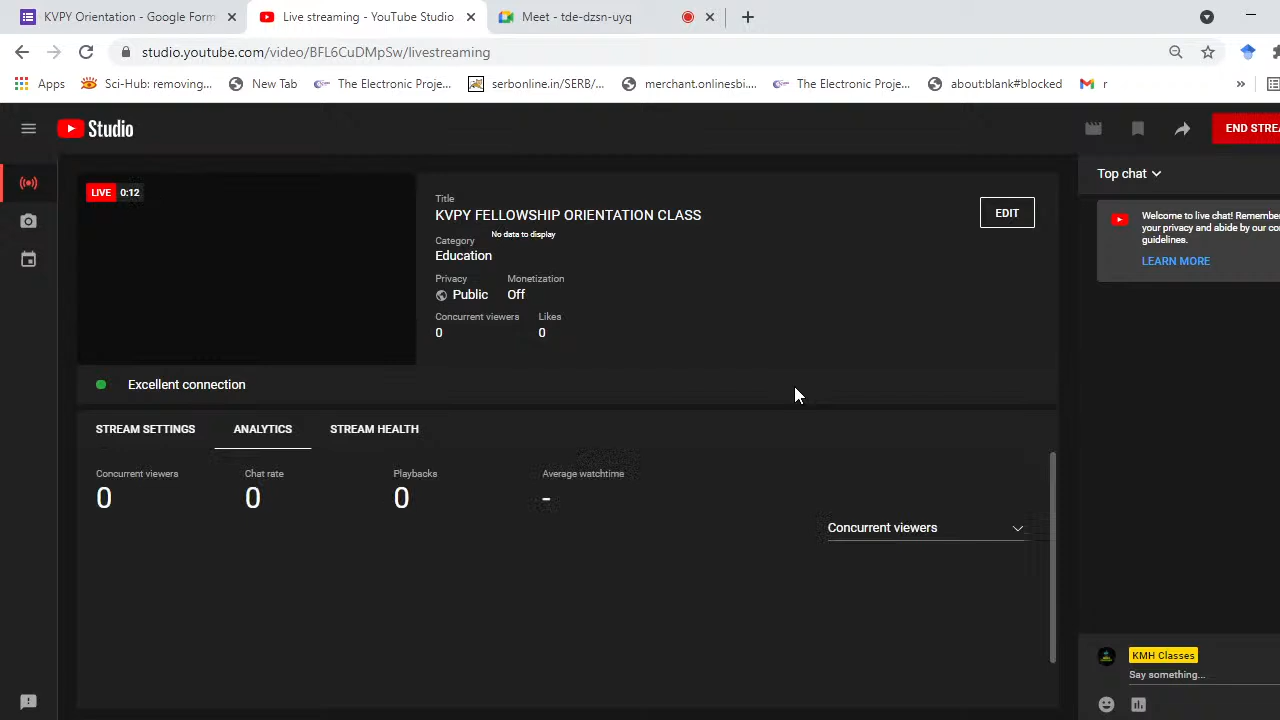 KVPY Orientation - Google Form
Live streaming - YouTube Studio
Meet - tde-dzsn-uyq
studio.youtube.com/video/BFL6CuDMpSw/livestreaming
Apps
Sci-Hub: removing...
New Tab
The Electronic Proje...
serbonline.in/SERB/...
merchant.onlinesbi....
The Electronic Proje...
about:blank#blocked
r
»
Studio
END STREA
LIVE 0:12
Title
KVPY FELLOWSHIP ORIENTATION CLASS
No data to display
Category
Education
Privacy
Monetization
Public
Off
Concurrent viewers
Likes
0
0
EDIT
Excellent connection
STREAM SETTINGS
ANALYTICS
STREAM HEALTH
Concurrent viewers
Chat rate
Playbacks
Average watchtime
0
0
0
-
Concurrent viewers
Top chat
Welcome to live chat! Remember
your privacy and abide by our co
guidelines.
LEARN MORE
KMH Classes
Say something...